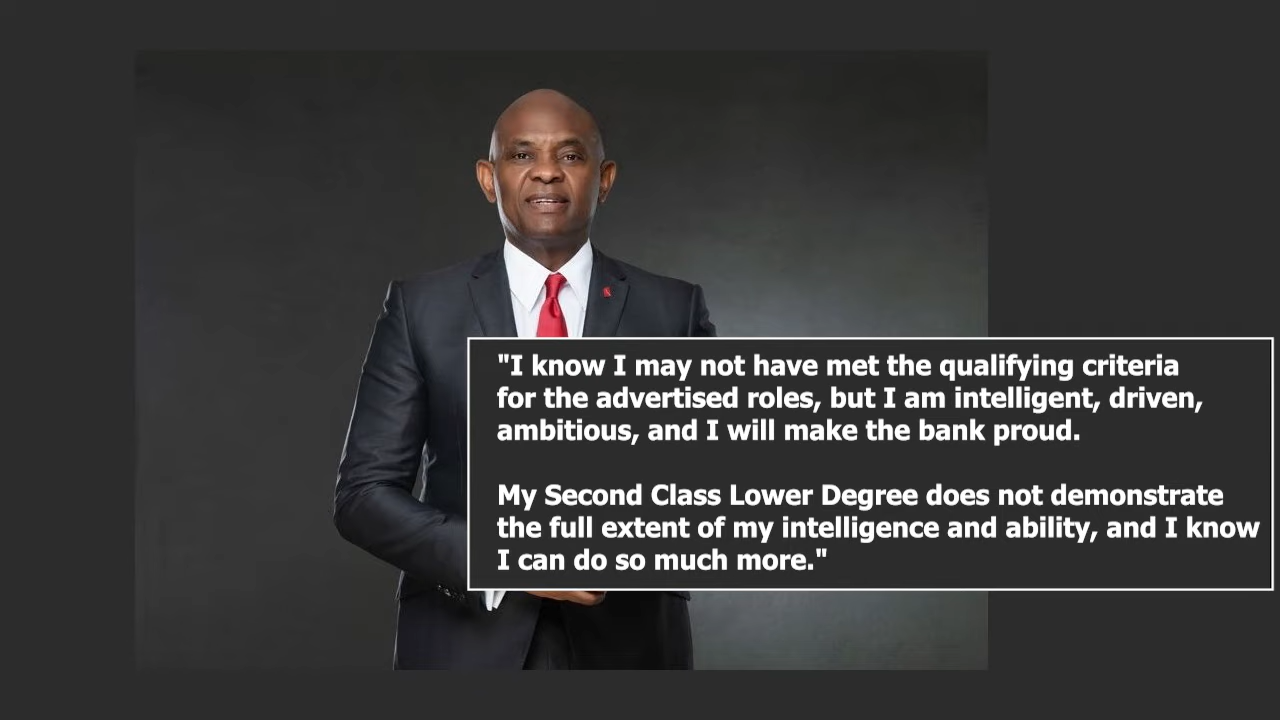 "I know I may not have met the qualifying criteria
for the advertised roles, but I am intelligent, driven,
ambitious, and I will make the bank proud.
My Second Class Lower Degree does not demonstrate
the full extent of my intelligence and ability, and I know
I can do so much more."